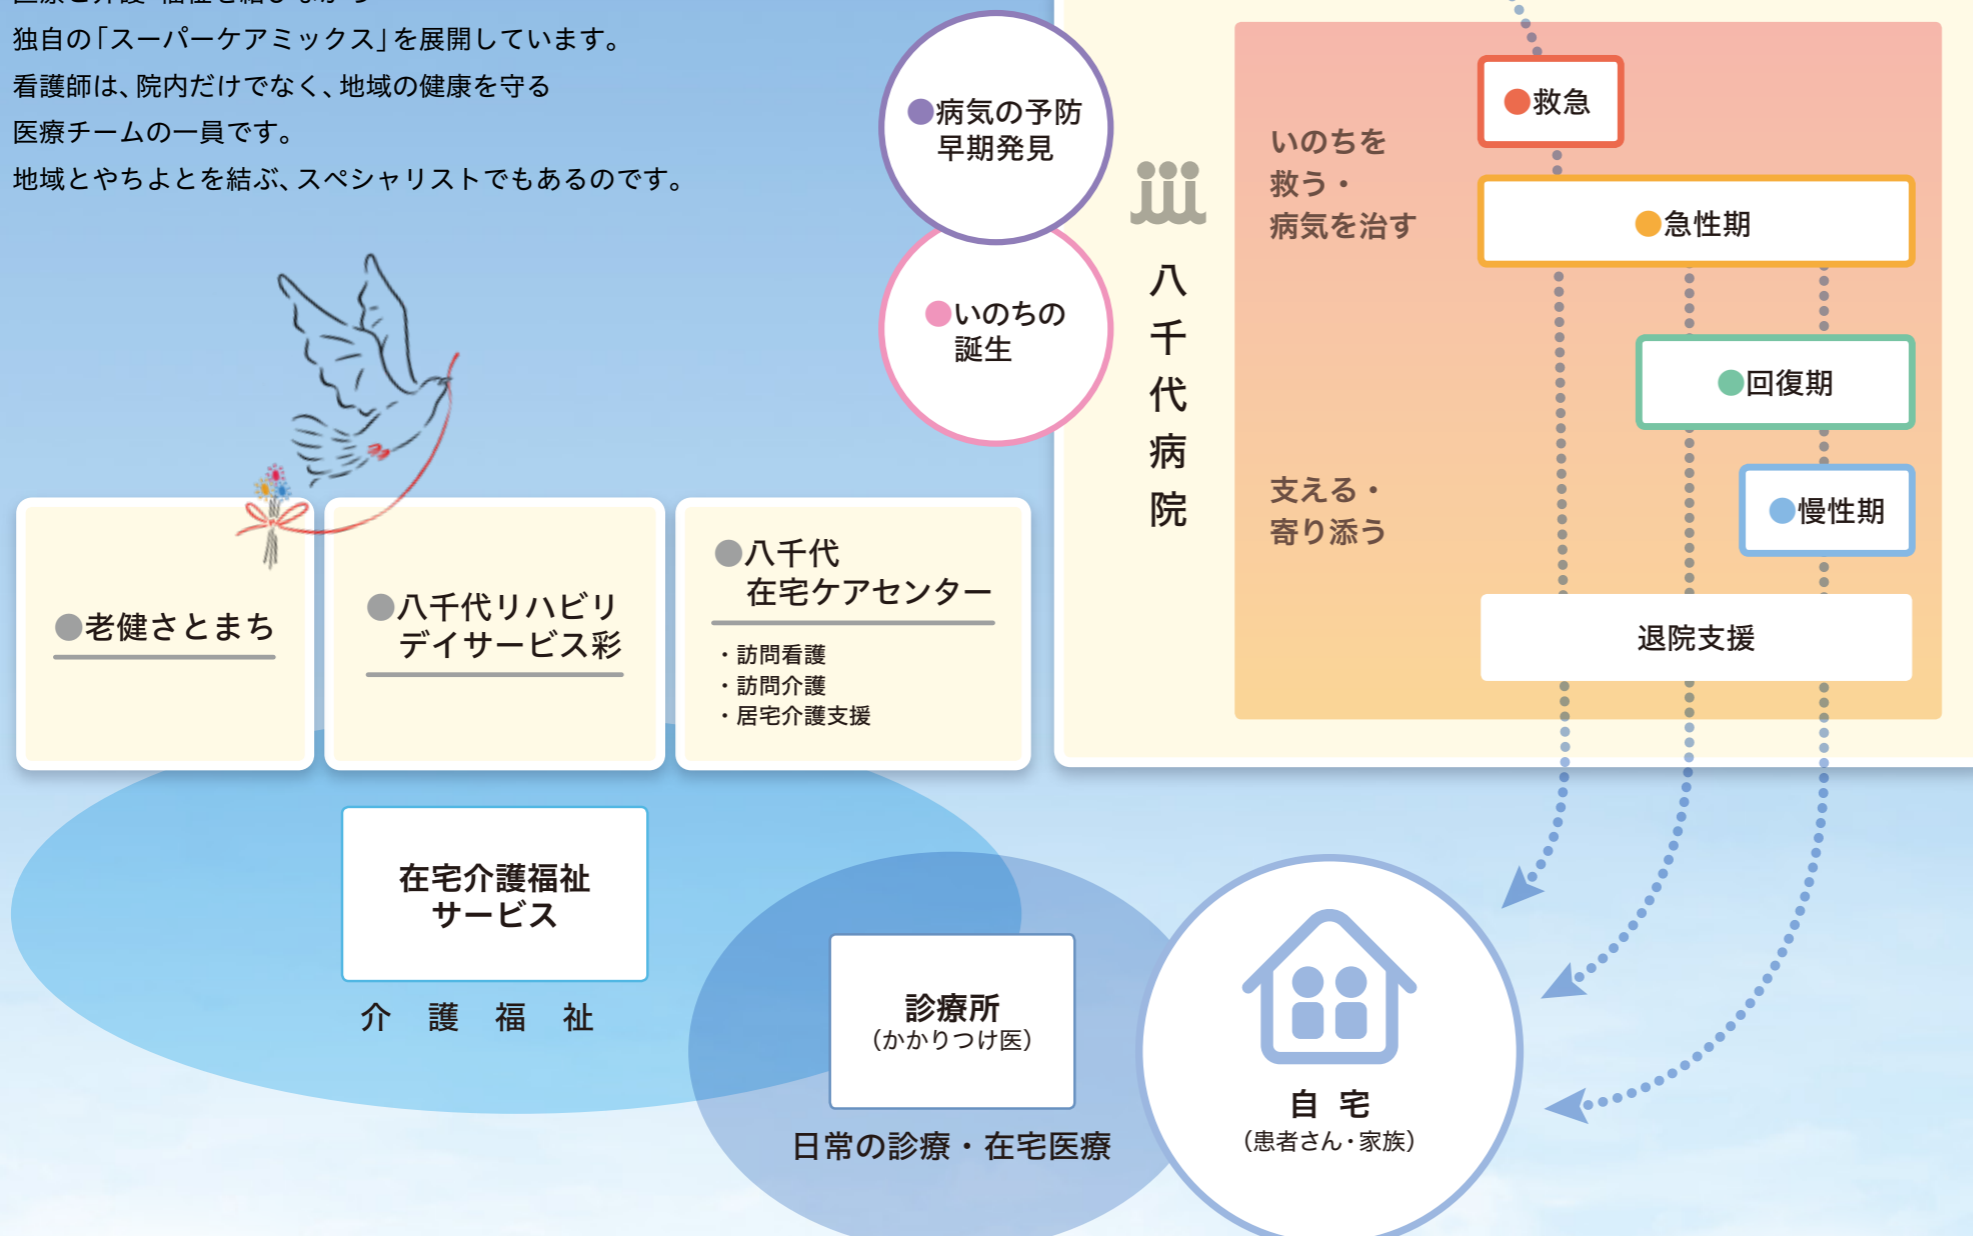 独自の「スーパーケアミックス」を展開しています。
看護師は、院内だけでなく、地域の健康を守る
医療チームの一員です。
地域とやちよとを結ぶ、スペシャリストでもあるのです。
●病気の予防
早期発見
●いのちの
誕生
八千代病院
いのちを
救う・
病気を治す
●救急
●急性期
●回復期
支える・
寄り添う
●慢性期
退院支援
●老健さとまち
●八千代リハビリ
デイサービス彩
●八千代
在宅ケアセンター
・訪問看護
・訪問介護
・居宅介護支援
在宅介護福祉
サービス
介 護 福 祉
診療所
（かかりつけ医）
日常の診療・在宅医療
自 宅
（患者さん・家族）